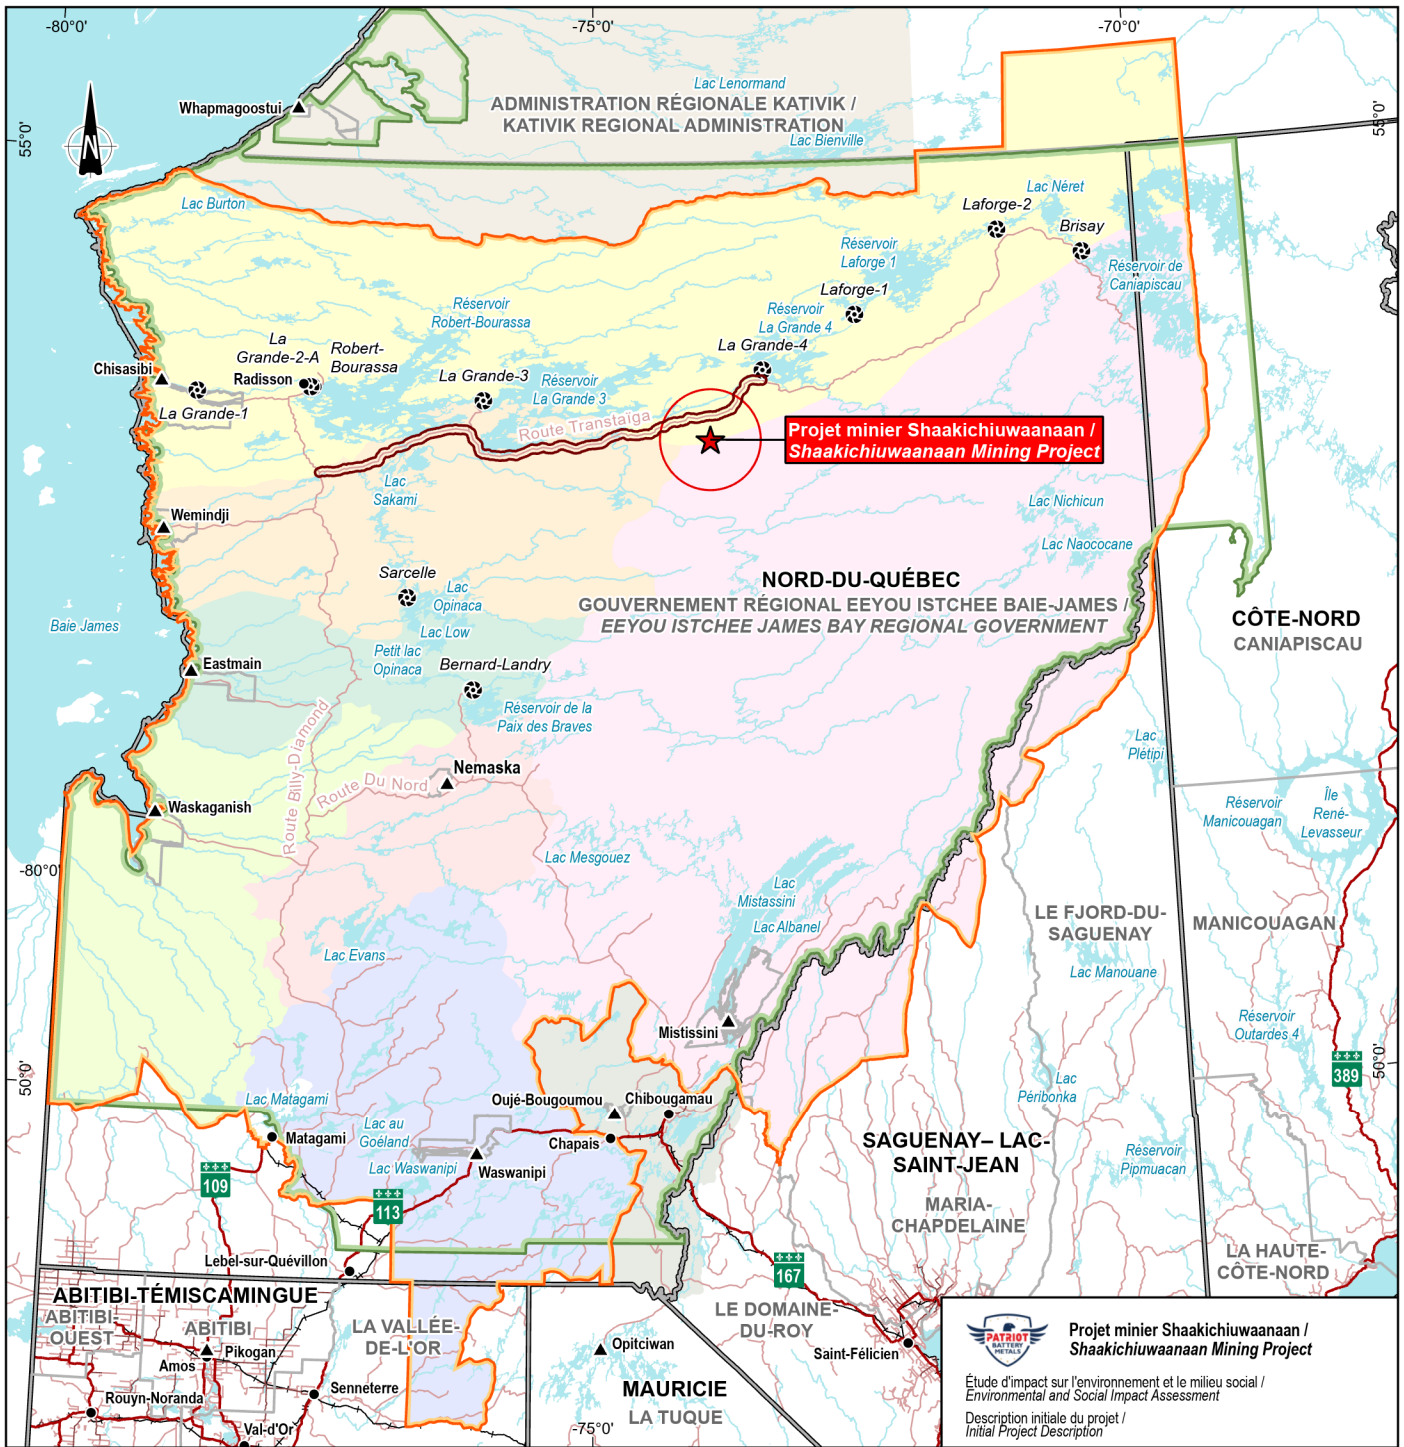 -80°0'
-75°0'
-70°0'
55°0'
55°0'
N
Whapmagoostui
Lac Lenormand
ADMINISTRATION RÉGIONALE KATIVIK /
KATIVIK REGIONAL ADMINISTRATION
Lac Bienville
Lac Burton
Lac Néret
Laforge-2
Brisay
Réservoir
Laforge 1
Réservoir de
Caniapiscau
Laforge-1
Réservoir
Robert-Bourassa
Réservoir
La Grande 4
La Grande-4
La
Grande-2-A
Robert-
Bourassa
Chisasibi
Radisson
La Grande-1
La Grande-3
Réservoir
La Grande 3
Route Transtaïga
Projet minier Shaakichiuwaanaan /
Shaakichiuwaanaan Mining Project
Lac
Sakami
Wemindji
Lac Nichicun
Lac Naococane
Sarcelle
Lac
Opinaca
Lac Low
Petit lac
Opinaca
NORD-DU-QUÉBEC
GOUVERNEMENT RÉGIONAL EEYOU ISTCHEE BAIE-JAMES /
EEYOU ISTCHEE JAMES BAY REGIONAL GOVERNMENT
CÔTE-NORD
CANIAPISCAU
Baie James
Eastmain
Bernard-Landry
Réservoir de la
Paix des Braves
Route Billy-Diamond
Route Du Nord
Nemaska
Lac
Plétipi
Waskaganish
Réservoir
Manicouagan
Île
René-
Levasseur
-80°0'
Lac Mesgouez
Lac
Mistassini
Lac Albanel
LE FJORD-DU-
SAGUENAY
MANICOUAGAN
Lac Evans
Lac Manouane
Mistissini
Réservoir
Outardes 4
50°0'
50°0'
389
Lac Matagami
Oujé-Bougoumou
Chibougamau
Lac
Péribonka
Matagami
Lac au
Goéland
Chapais
Lac Waswanipi
Waswanipi
SAGUENAY– LAC-
SAINT-JEAN
Réservoir
Pipmuacan
109
113
MARIA-
CHAPDELAINE
Lebel-sur-Quévillon
167
LA HAUTE-
CÔTE-NORD
ABITIBI-TÉMISCAMINGUE
ABITIBI-
OUEST
ABITIBI
LA VALLÉE-
DE-L'OR
LE DOMAINE-
DU-ROY
Pikogan
Amos
Opitciwan
Saint-Félicien
Senneterre
Rouyn-Noranda
MAURICIE
LA TUQUE
Val-d'Or
-75°0'
PATRIOT
BATTERY
METALS
Projet minier Shaakichiuwaanaan /
Shaakichiuwaanaan Mining Project
Étude d'impact sur l'environnement et le milieu social /
Environmental and Social Impact Assessment
Description initiale du projet /
Initial Project Description